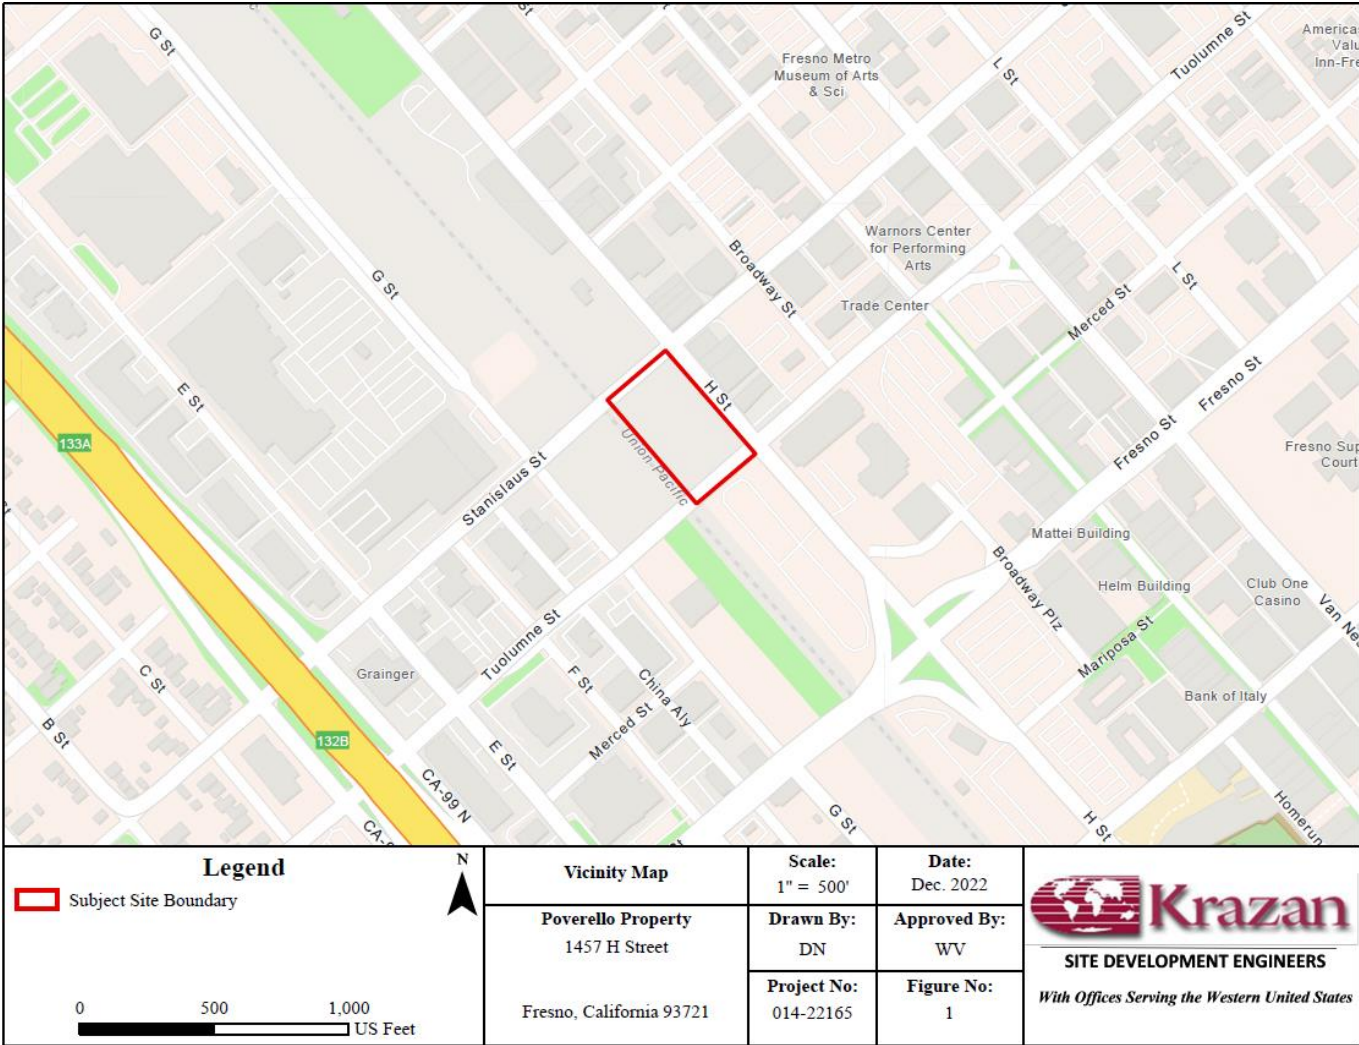 G St
St
Fresno Metro
Museum of Arts
& Sci
L St
Tuolumne St
America
Valu
Inn-Fre
G St
Broadway St
Warnors Center
for Performing
Arts
Trade Center
L St
Merced St
E St
H St
Fresno St
133A
Union Pacific
Stanislaus St
Fresno St
Fresno Sup
Court
Mattei Building
Broadway Plz
Helm Building
Club One
Casino
Van Ne
Tuolumne St
Mariposa St
Grainger
F St
China Aly
C St
Merced St
Bank of Italy
B St
132B
E St
CA-99 N
G St
H St
Homerun
CA-9
St
Legend
Subject Site Boundary
N
0 500 1,000
US Feet
Vicinity Map
Poverello Property
1457 H Street
Fresno, California 93721
Scale:
1" = 500'
Date:
Dec. 2022
Drawn By:
DN
Approved By:
WV
Project No:
014-22165
Figure No:
1
Krazan
SITE DEVELOPMENT ENGINEERS
With Offices Serving the Western United States